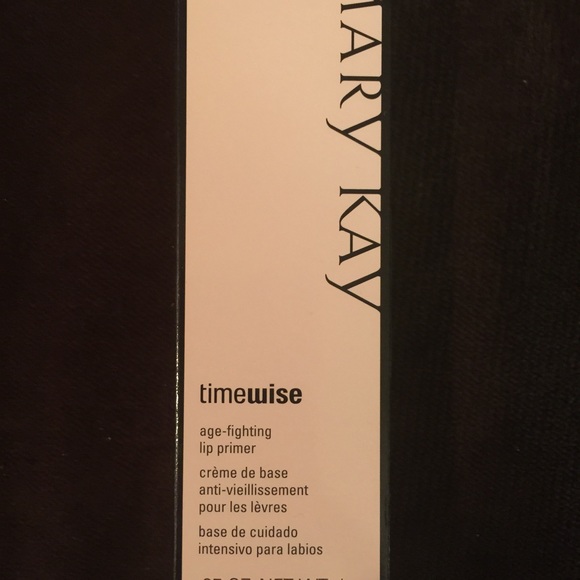 MARY KAY
timewise
age-fighting
lip primer
crème de base
anti-vieillissement
pour les lèvres
base de cuidado
intensivo para labios